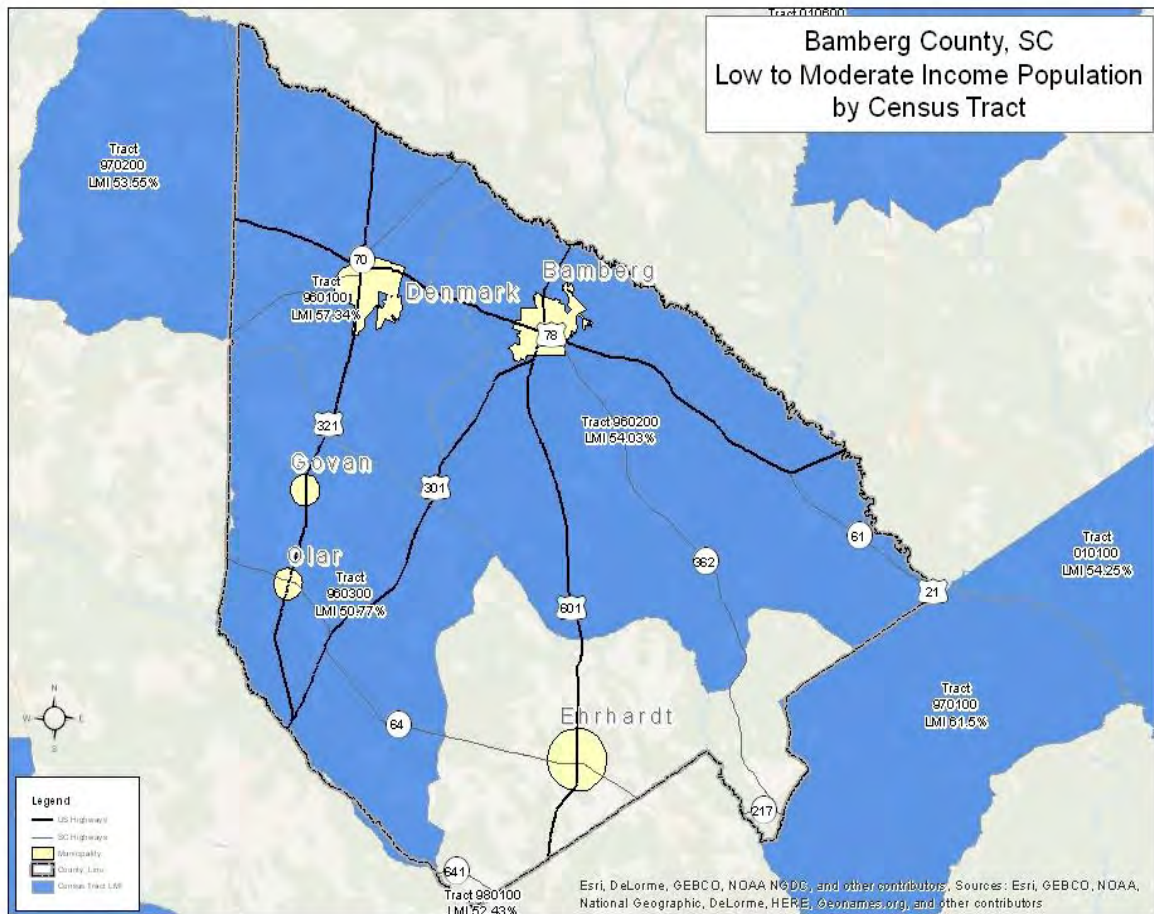 Tract 010600
Bamberg County, SC
Low to Moderate Income Population
by Census Tract
Tract
970200
LMI 53.55%
70
Tract
960100
LMI 57.34%
Denmark
Bamberg
78
Tract 960200
LMI 54.03%
321
Govan
301
Olar
Tract
960300
LMI 50.77%
601
362
61
21
Tract
010100
LMI 54.25%
Tract
970100
LMI 61.5%
64
Ehrhardt
217
641
Tract 980100
LMI 52.43%
N
W E
S
Legend
US Highways
SC Highways
Municipality
County Line
Census Tract LMI
Esri, DeLorme, GEBCO, NOAA NGDC, and other contributors, Sources: Esri, GEBCO, NOAA,
National Geographic, DeLorme, HERE, Geonames.org, and other contributors